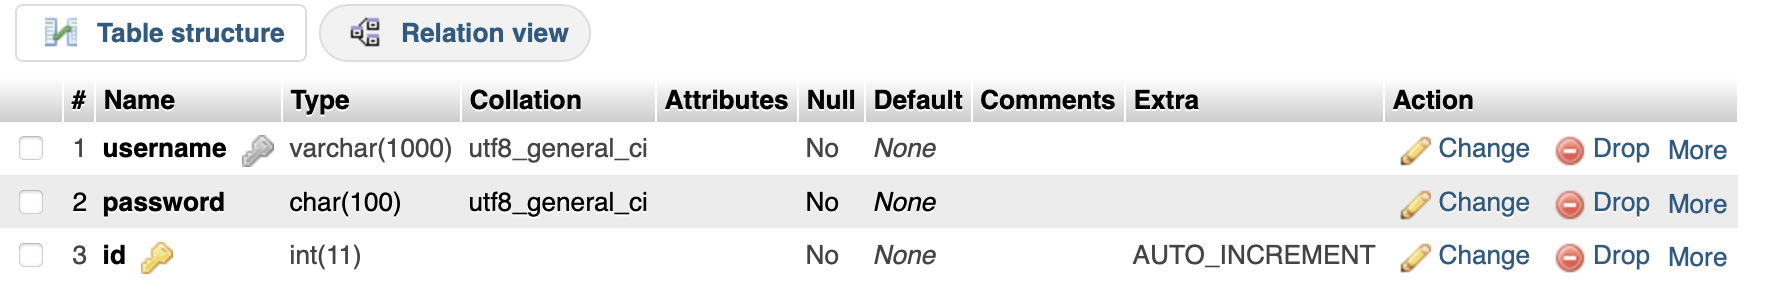 Table structure Relation view
# Name Type Collation Attributes Null Default Comments Extra Action
1 username varchar(1000) utf8_general_ci No None Change Drop More
2 password char(100) utf8_general_ci No None Change Drop More
3 id int(11) No None AUTO_INCREMENT Change Drop More